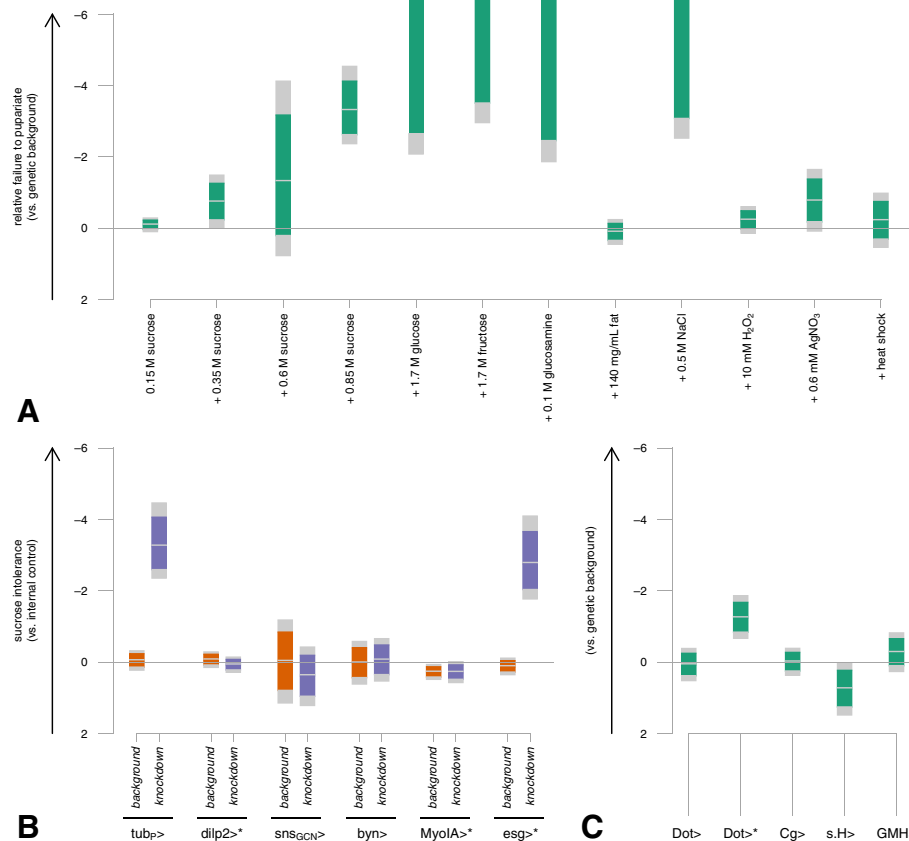 relative failure to pupariate
(vs. genetic background)
–6
–4
–2
0
2
0.15 M sucrose
+ 0.35 M sucrose
+ 0.6 M sucrose
+ 0.85 M sucrose
+ 1.7 M glucose
+ 1.7 M fructose
+ 0.1 M glucosamine
+ 140 mg/mL fat
+ 0.5 M NaCl
+ 10 mM H₂O₂
+ 0.6 mM AgNO₃
+ heat shock
A
sucrose intolerance
(vs. internal control)
–6
–4
–2
0
2
background
knockdown
background
knockdown
background
knockdown
background
knockdown
background
knockdown
background
knockdown
tubP>
dilp2>*
snsGCN>
byn>
MyoIA>*
esg>*
B
(vs. genetic background)
–6
–4
–2
0
2
Dot>
Dot>*
Cg>
s.H>
GMH
C